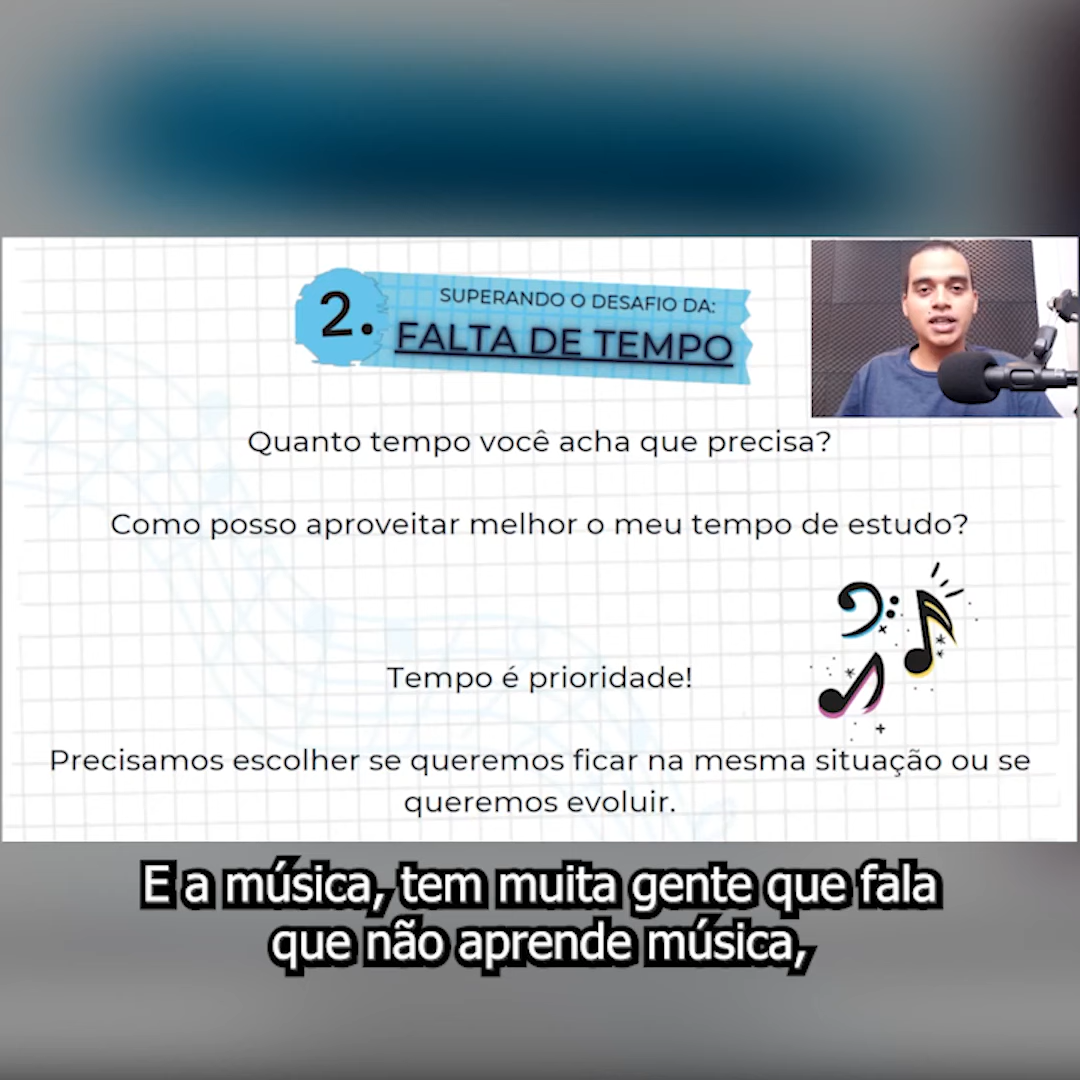 2.
SUPERANDO O DESAFIO DA:
FALTA DE TEMPO
Quanto tempo você acha que precisa?
Como posso aproveitar melhor o meu tempo de estudo?
Tempo é prioridade!
Precisamos escolher se queremos ficar na mesma situação ou se
queremos evoluir.
E a música, tem muita gente que fala
que não aprende música,